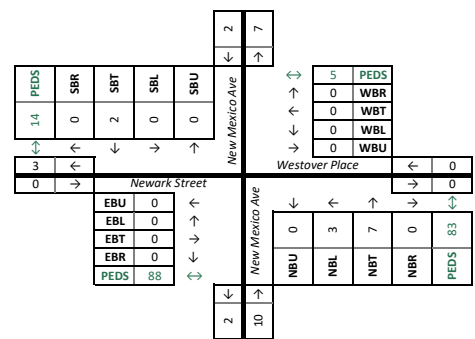 2 7
↓ ↑
New Mexico Ave
PEDS SBR SBT SBL SBU
14 0 2 0 0
↕ ← ↓ → ↑
↔ 5 PEDS
↑ 0 WBR
← 0 WBT
↓ 0 WBL
→ 0 WBU
3 ←
0 →
Newark Street
Westover Place
← 0
→ 0
EBU 0 ←
EBL 0 ↑
EBT 0 →
EBR 0 ↓
PEDS 88 ↔
New Mexico Ave
↓ ← ↑ → ↕
0 3 7 0 83
NBU NBL NBT NBR PEDS
↓ ↑
2 10